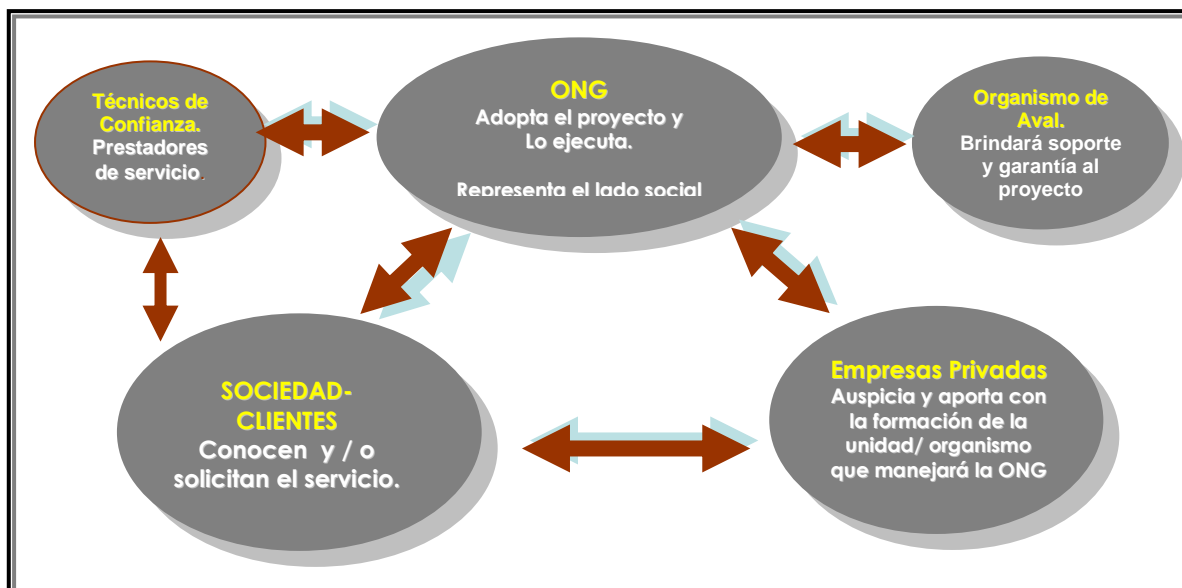 Técnicos de
Confianza.
Prestadores
de servicio.
ONG
Adopta el proyecto y
Lo ejecuta.
Representa el lado social
Organismo de
Aval.
Brindará soporte
y garantía al
proyecto
SOCIEDAD-
CLIENTES
Conocen y / o
solicitan el servicio.
Empresas Privadas
Auspicia y aporta con
la formación de la
unidad/ organismo
que manejará la ONG